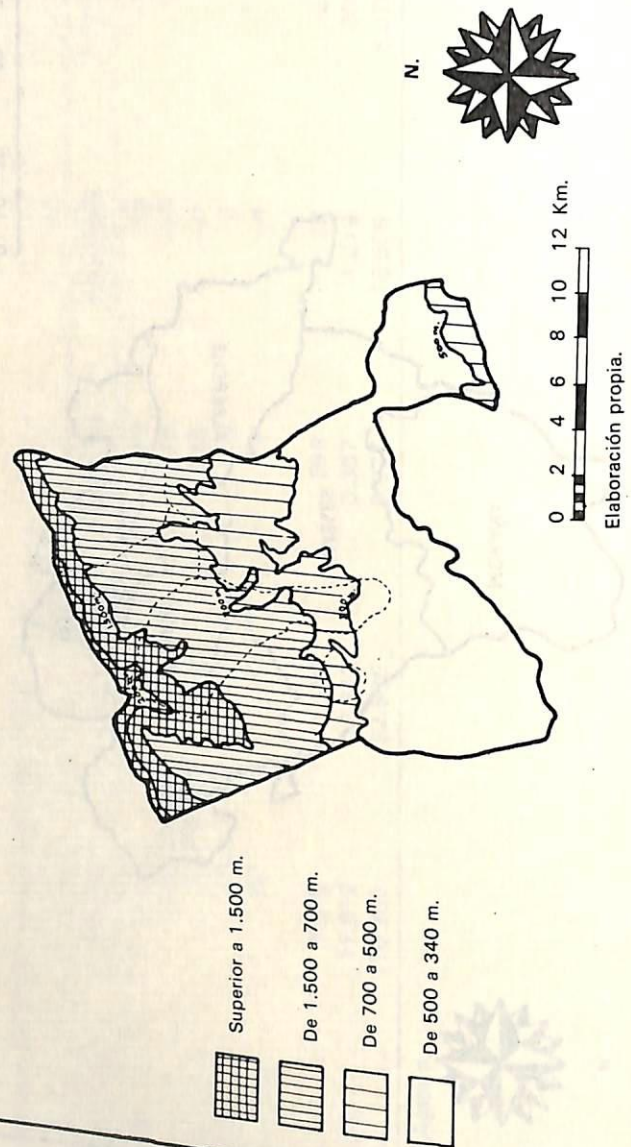 Superior a 1.500 m.
De 1.500 a 700 m.
De 700 a 500 m.
De 500 a 340 m.
1500 m.
500 m.
N.
0 2 4 6 8 10 12 Km.
Elaboración propia.